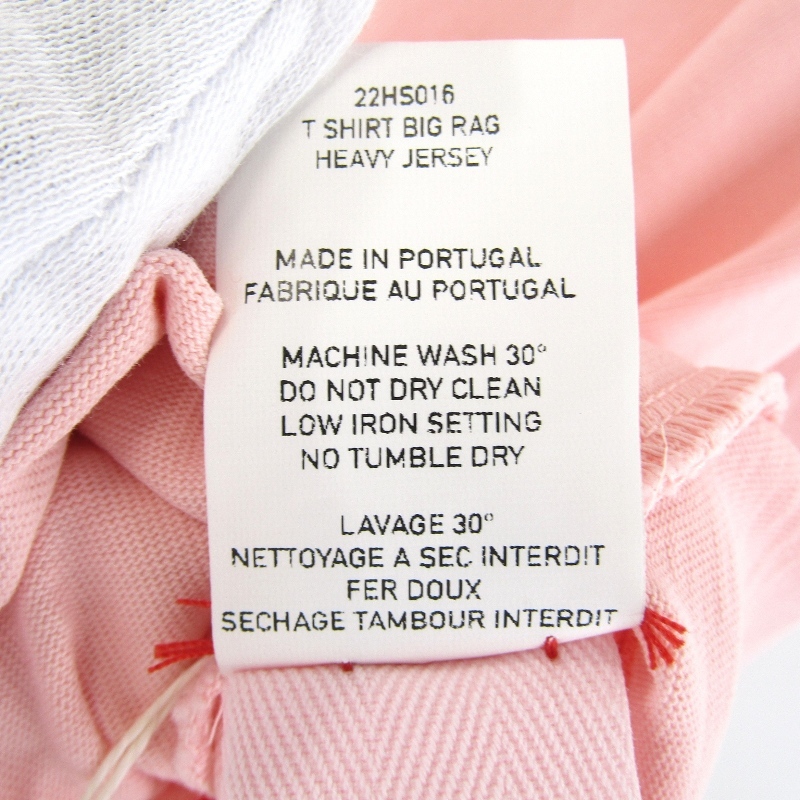 22HS016
T SHIRT BIG RAG
HEAVY JERSEY
MADE IN PORTUGAL
FABRIQUE AU PORTUGAL
MACHINE WASH 30°
DO NOT DRY CLEAN
LOW IRON SETTING
NO TUMBLE DRY
LAVAGE 30°
NETTOYAGE A SEC INTERDIT
FER DOUX
SECHAGE TAMBOUR INTERDIT